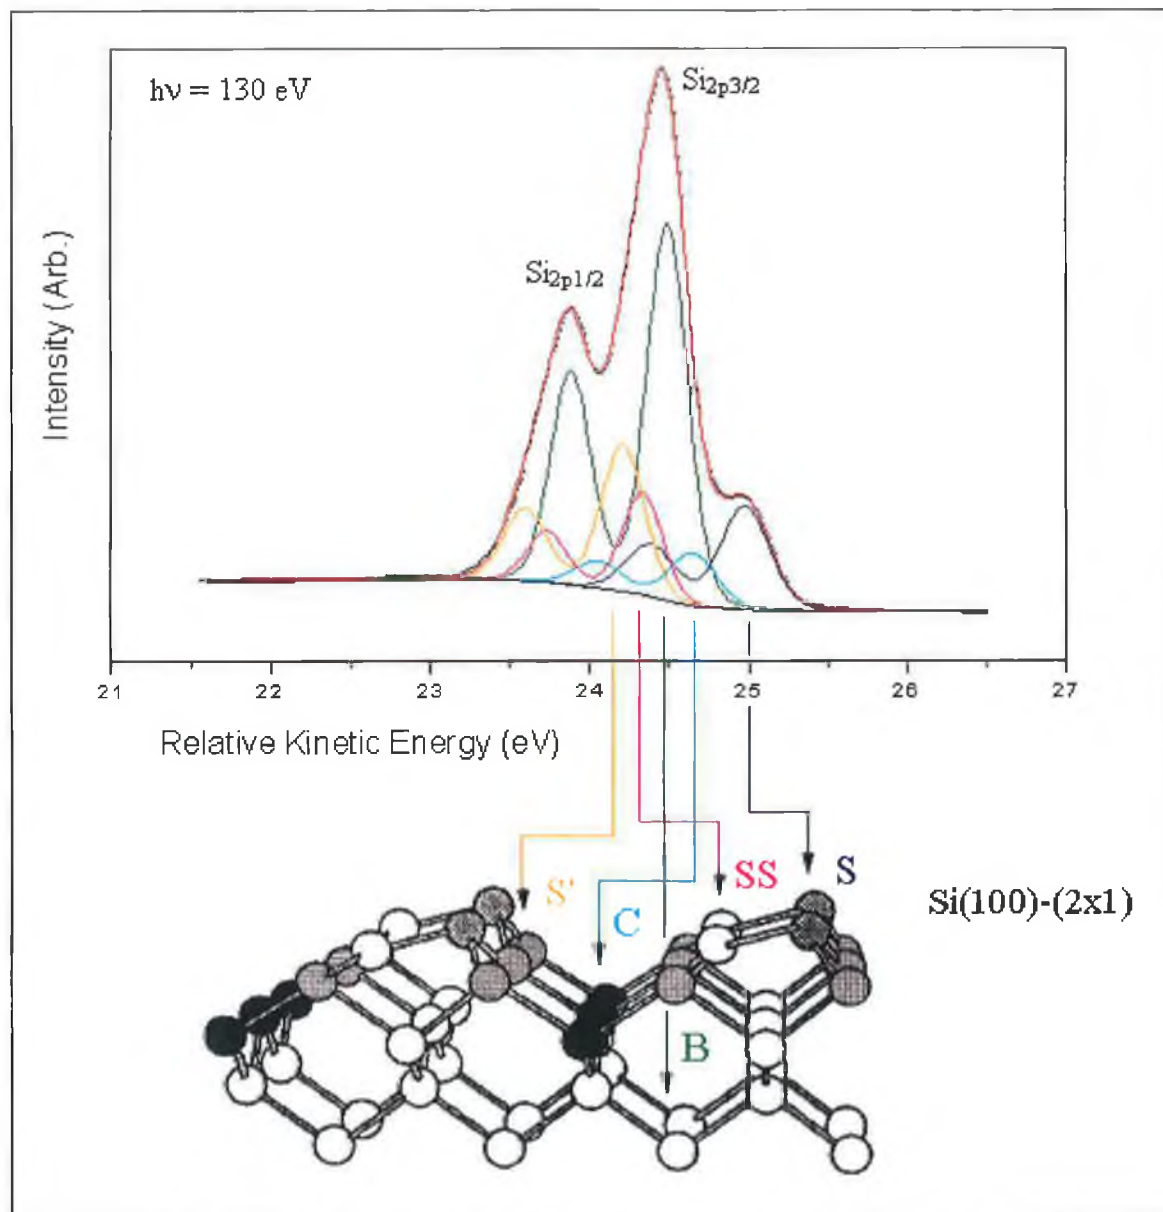 hν = 130 eV
Si2p3/2
Si2p1/2
Intensity (Arb.)
21 22 23 24 25 26 27
Relative Kinetic Energy (eV)
S'
C
SS
S
B
Si(100)-(2x1)